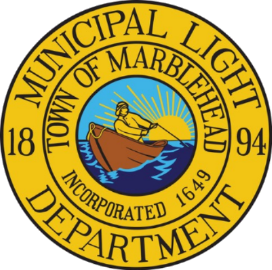 MUNICIPAL LIGHT
18 94
DEPARTMENT
TOWN OF MARBLEHEAD
INCORPORATED 1649